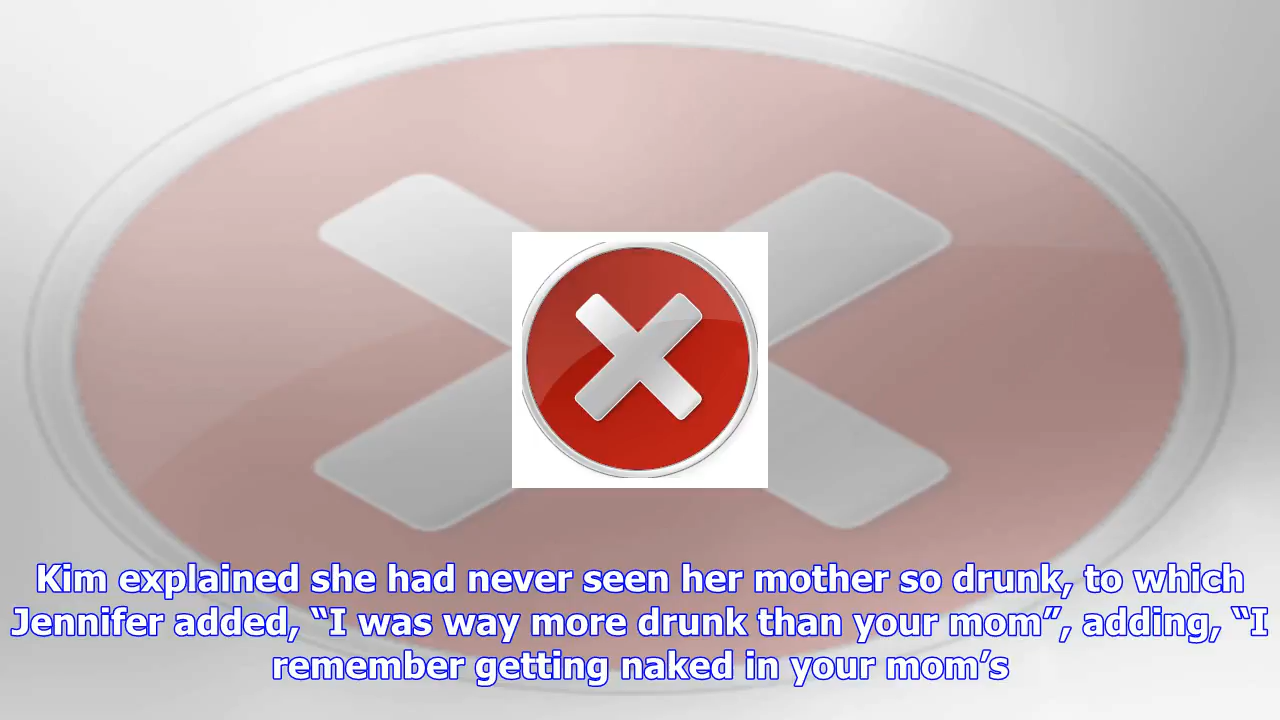 Kim explained she had never seen her mother so drunk, to which
Jennifer added, “I was way more drunk than your mom”, adding, “I
remember getting naked in your mom’s